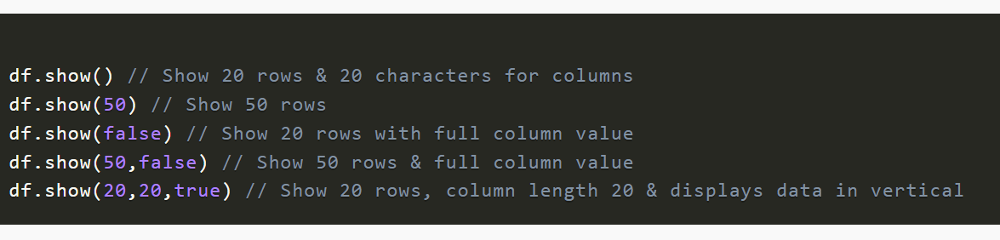 df.show() // Show 20 rows & 20 characters for columns
df.show(50) // Show 50 rows
df.show(false) // Show 20 rows with full column value
df.show(50,false) // Show 50 rows & full column value
df.show(20,20,true) // Show 20 rows, column length 20 & displays data in vertical